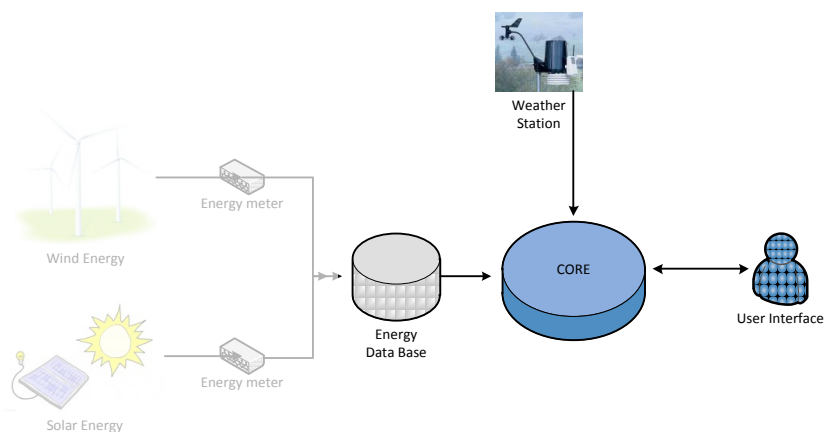 Weather
Station
Energy meter
Wind Energy
CORE
Energy
Data Base
User Interface
Energy meter
Solar Energy